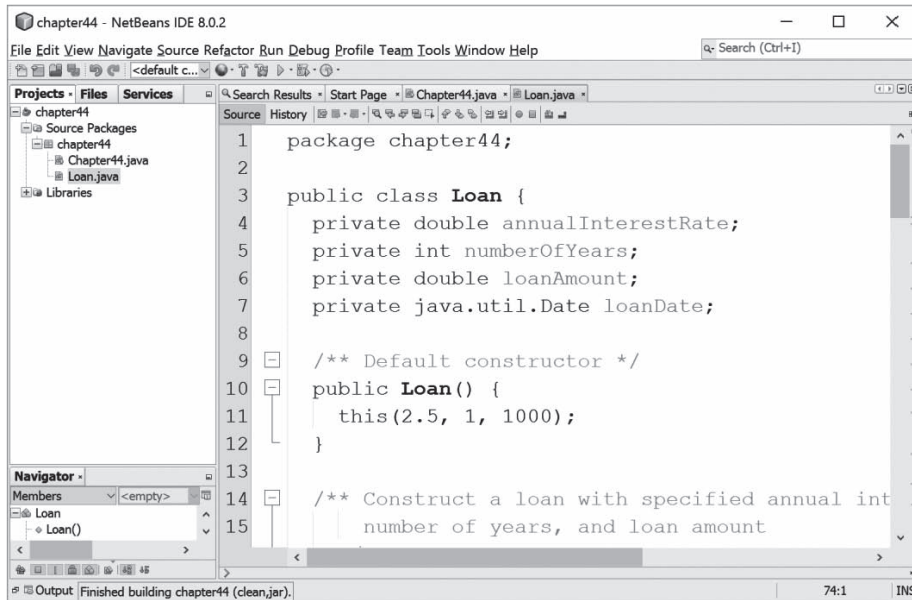 chapter44 - NetBeans IDE 8.0.2
File Edit View Navigate Source Refactor Run Debug Profile Team Tools Window Help
Search (Ctrl+I)
<default c...
Projects Files Services
Search Results Start Page Chapter44.java Loan.java
chapter44
Source Packages
chapter44
Chapter44.java
Loan.java
Libraries
Source History
1 package chapter44;
2
3 public class Loan {
4 private double annualInterestRate;
5 private int numberOfYears;
6 private double loanAmount;
7 private java.util.Date loanDate;
8
9 /** Default constructor */
10 public Loan() {
11 this(2.5, 1, 1000);
12 }
13
14 /** Construct a loan with specified annual int
15 number of years, and loan amount
Navigator
Members <empty>
Loan
Loan()
Output Finished building chapter44 (clean,jar).
74:1 INS